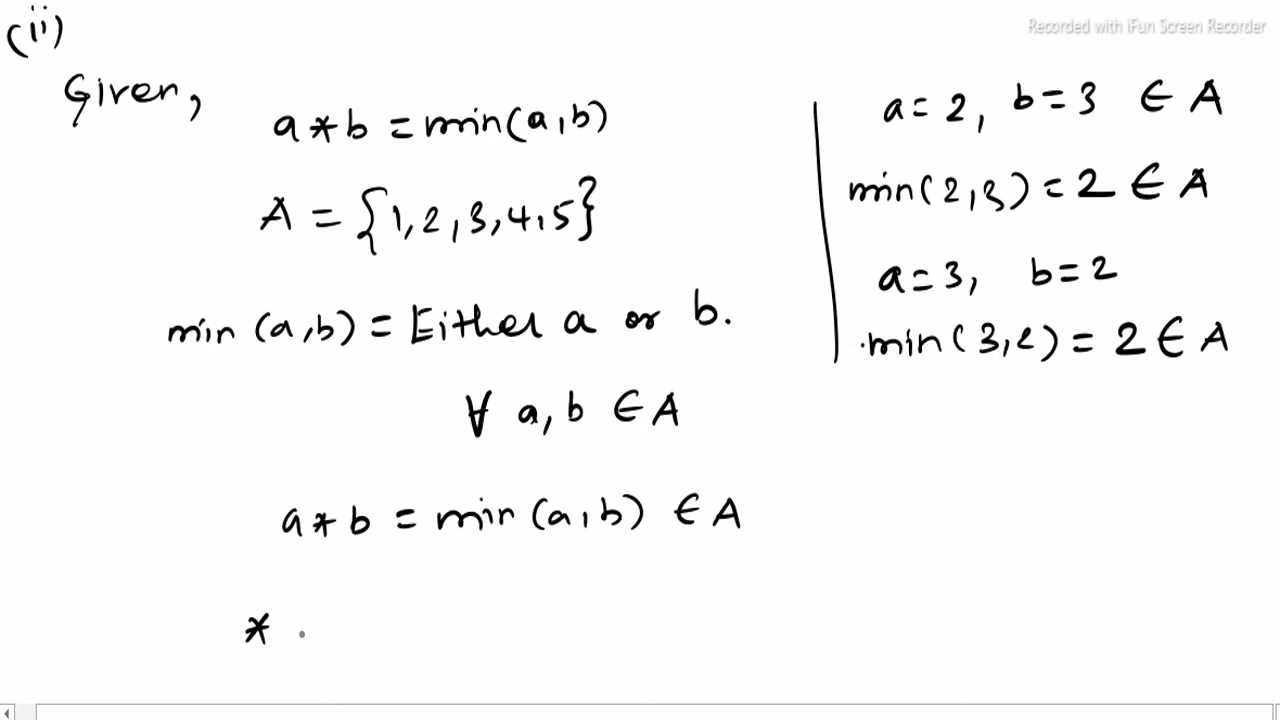 (ii)
Recorded with iFun Screen Recorder
Given,
a * b = min(a,b)
A = {1, 2, 3, 4, 5}
min (a,b) = Either a or b.
∀ a, b ∈ A
a * b = min (a,b) ∈ A
*
a = 2, b = 3 ∈ A
min(2,3) = 2 ∈ A
a = 3, b = 2
min(3,2) = 2 ∈ A